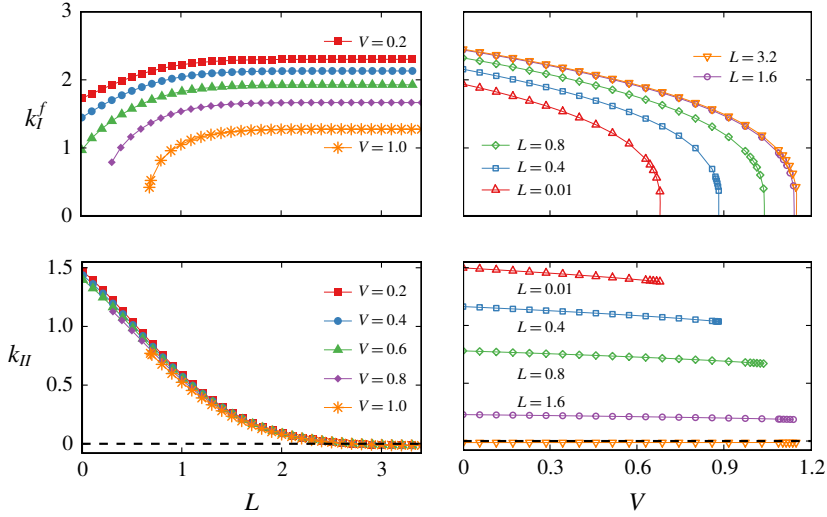 3
2
1
0
k_I^f
V = 0.2
V = 1.0
L = 3.2
L = 1.6
L = 0.8
L = 0.4
L = 0.01
1.5
1.0
0.5
0
k_II
V = 0.2
V = 0.4
V = 0.6
V = 0.8
V = 1.0
0 1 2 3
L
L = 0.01
L = 0.4
L = 0.8
L = 1.6
0 0.3 0.6 0.9 1.2
V